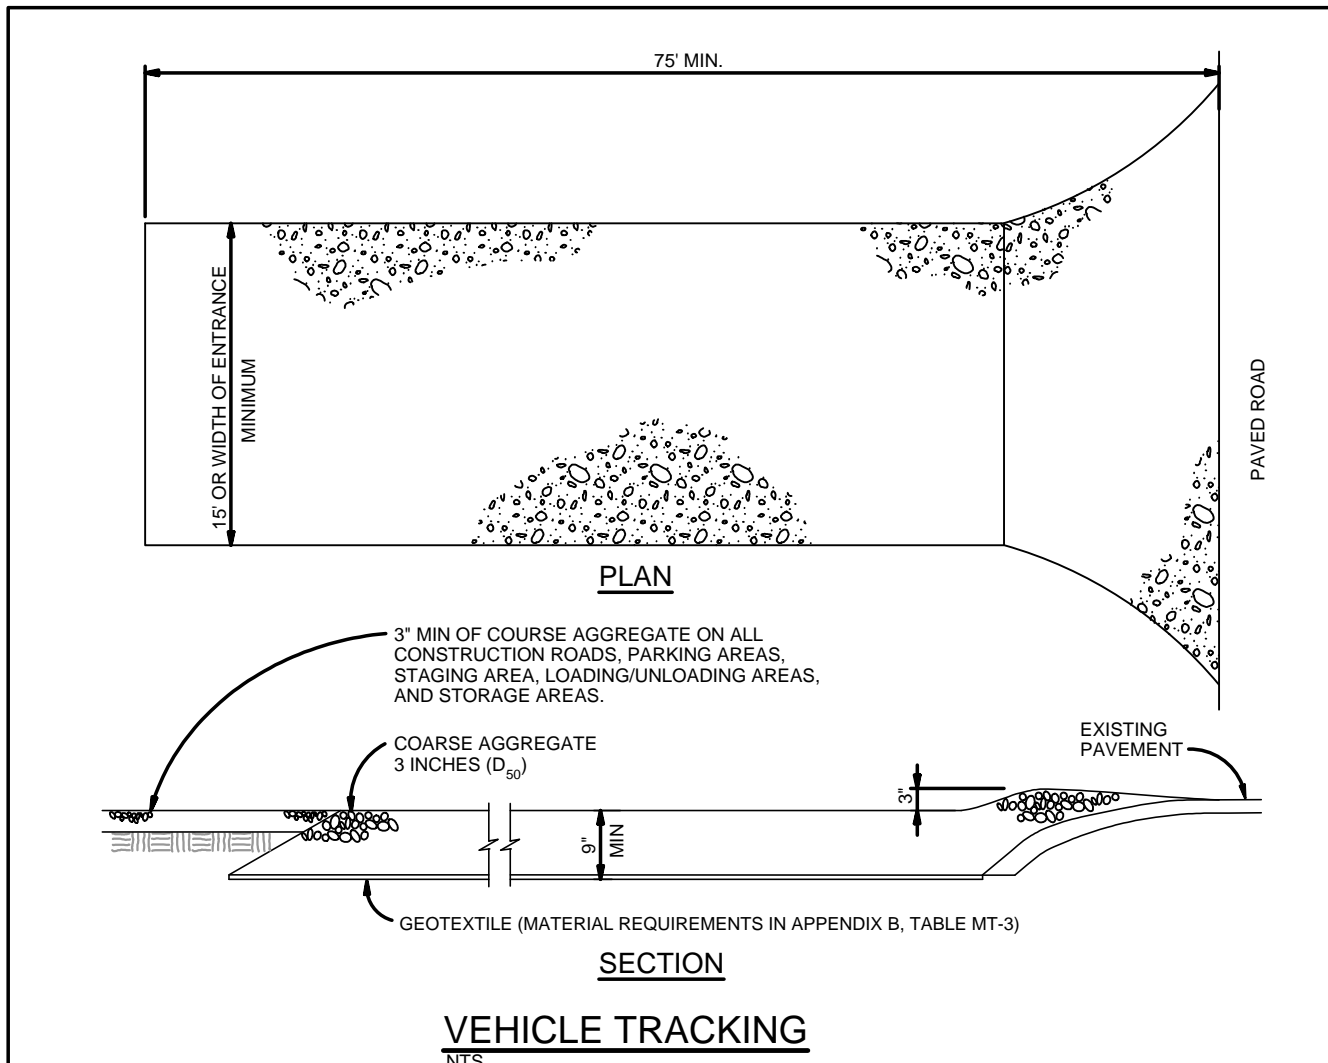 75' MIN.
15' OR WIDTH OF ENTRANCE
MINIMUM
PAVED ROAD
PLAN
3" MIN OF COURSE AGGREGATE ON ALL
CONSTRUCTION ROADS, PARKING AREAS,
STAGING AREA, LOADING/UNLOADING AREAS,
AND STORAGE AREAS.
COARSE AGGREGATE
3 INCHES (D50)
EXISTING
PAVEMENT
3"
9"
MIN
GEOTEXTILE (MATERIAL REQUIREMENTS IN APPENDIX B, TABLE MT-3)
SECTION
VEHICLE TRACKING
NTS